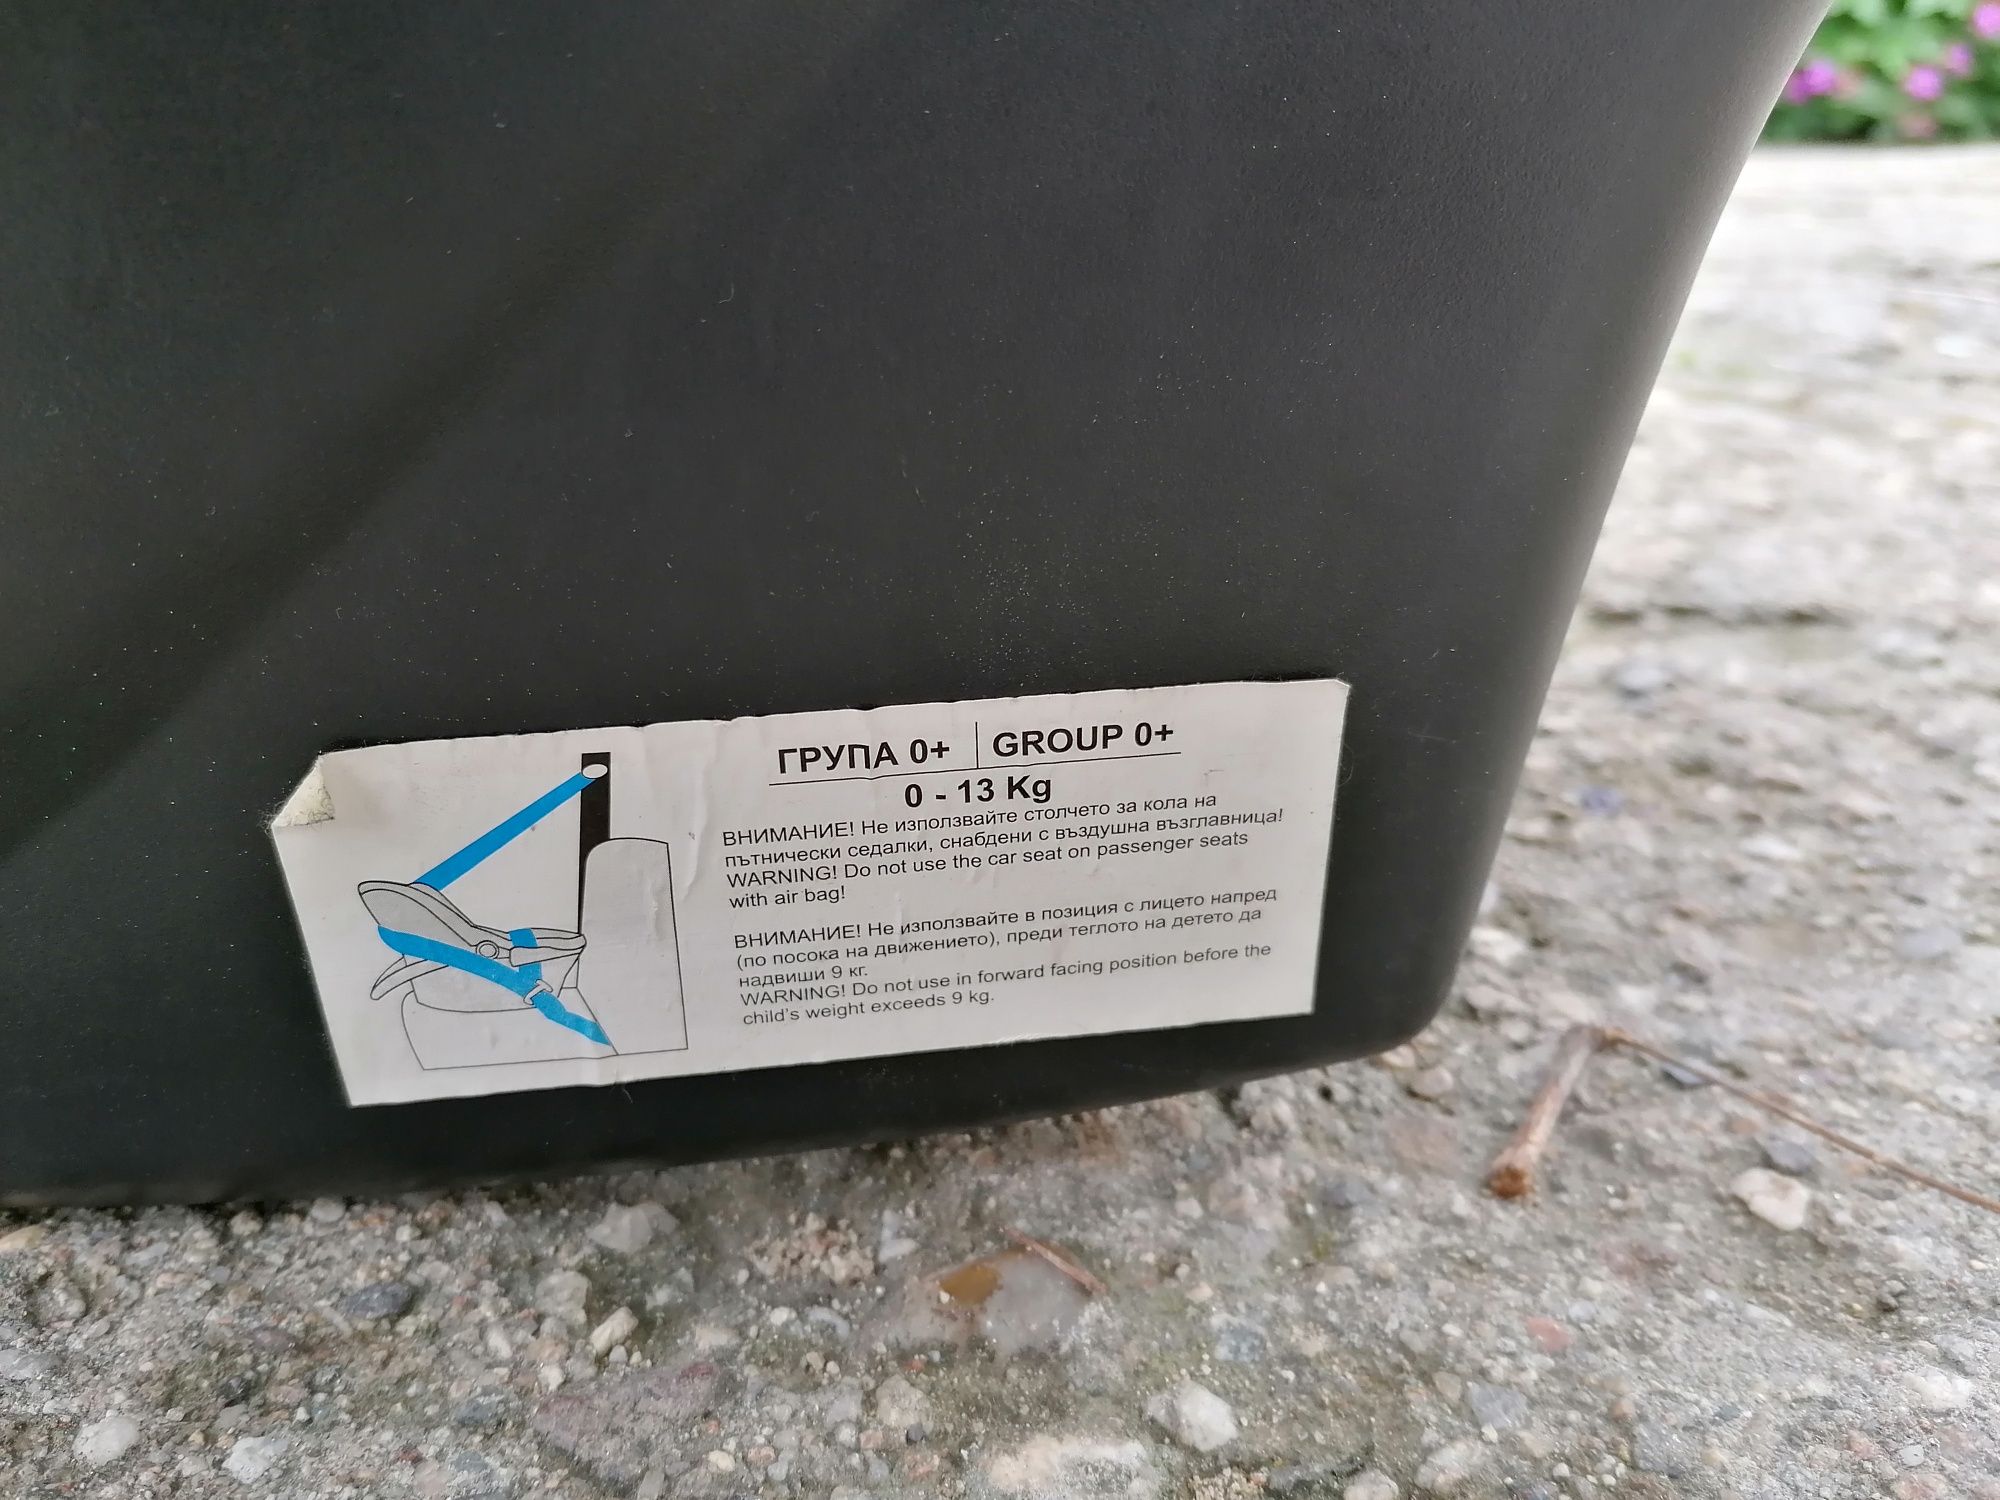 ГРУПА 0+ | GROUP 0+
0 - 13 Kg
ВНИМАНИЕ! Не използвайте столчето за кола на
пътнически седалки, снабдени с въздушна възглавница!
WARNING! Do not use the car seat on passenger seats
with air bag!
ВНИМАНИЕ! Не използвайте в позиция с лицето напред
(по посока на движението), преди теглото на детето да
надвиши 9 кг.
WARNING! Do not use in forward facing position before the
child's weight exceeds 9 kg.